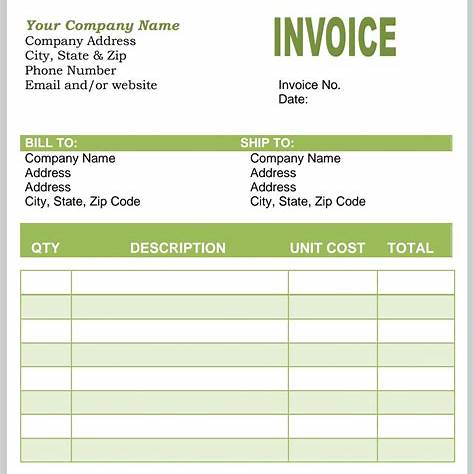 Your Company Name
Company Address
City, State & Zip
Phone Number
Email and/or website
INVOICE
Invoice No.
Date:
BILL TO:
Company Name
Address
Address
City, State, Zip Code
SHIP TO:
Company Name
Address
Address
City, State, Zip Code
QTY DESCRIPTION UNIT COST TOTAL